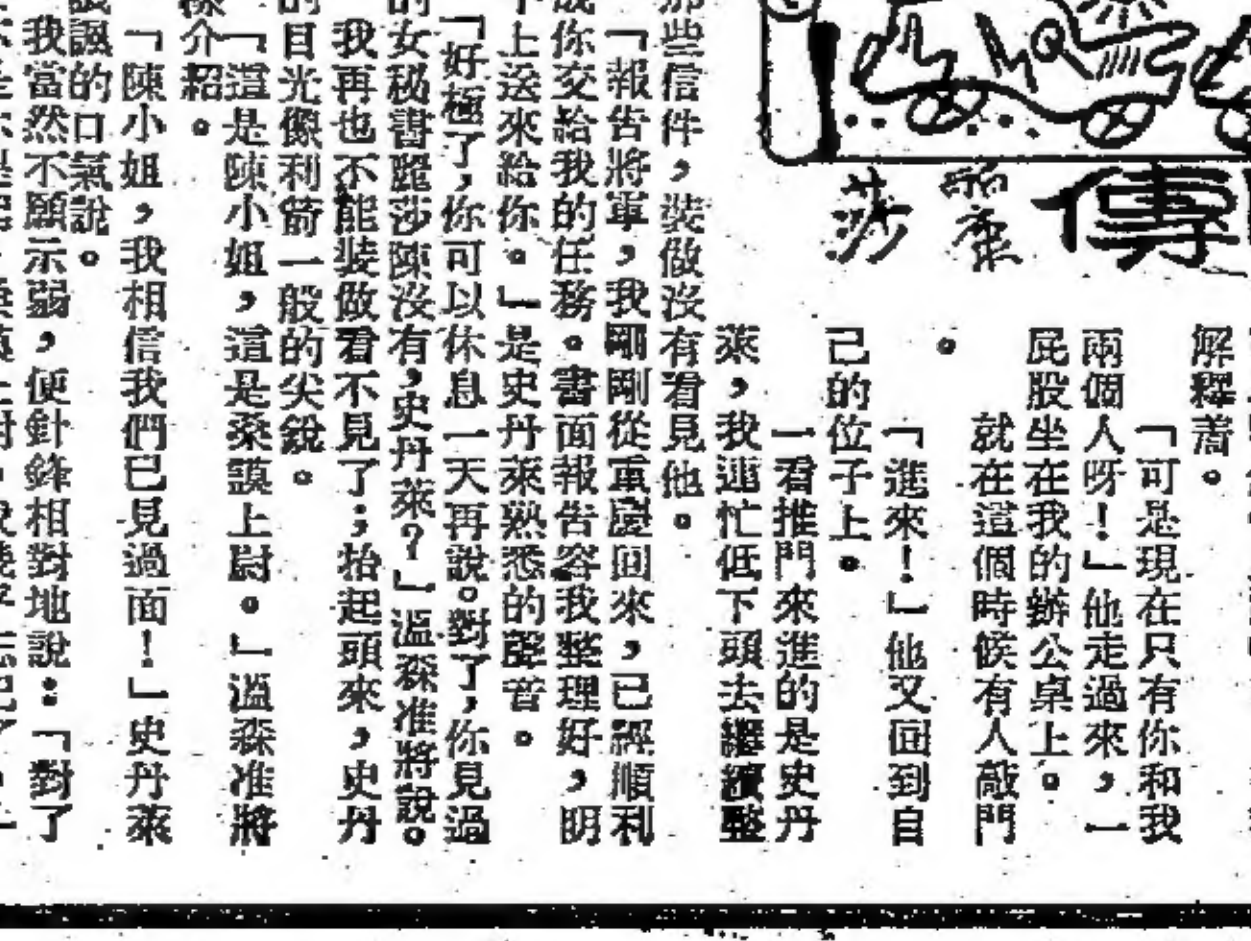 傳
麗莎
解釋着。
「可是現在只有你和我
兩個人呀!」他走過來,一
屁股坐在我的辦公桌上。
就在這個時候有人敲門
。
「進來!」他又回到自
己的位子上。
一看推門來進的是史丹
萊,我連忙低下頭去繼續整
那些信件,裝做沒有看見他。
「報告將軍,我剛剛從重慶回來,已經順利
成你交給我的任務。書面報告容我整理好,明
上送來給你。」是史丹萊熟悉的聲音。
「好極了,你可以休息一天再說。對了,你見過
的女秘書麗莎陳沒有,史丹萊?」溫森准將說。
我再也不能裝做看不見了;抬起頭來,史丹
的目光像利箭一般的尖銳。
「這是陳小姐,這是桑謨上尉。」溫森准將
樣介紹。
「陳小姐,我相信我們已見過面!」史丹萊
諷的口氣說。
我當然不願示弱,便針鋒相對地說:「對了